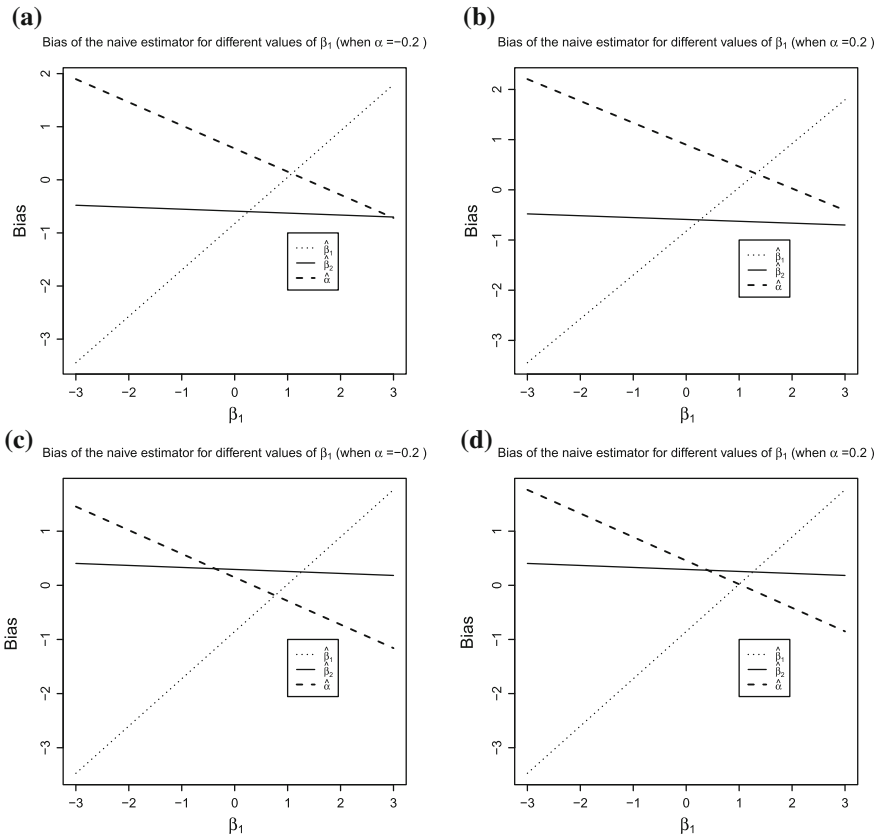 (a)
Bias of the naive estimator for different values of β₁ (when α =−0.2 )
2
1
0
−1
−2
−3
Bias
β̂₁
β̂₂
α̂
−3 −2 −1 0 1 2 3
β₁
(b)
Bias of the naive estimator for different values of β₁ (when α =0.2 )
2
1
0
−1
−2
−3
Bias
β̂₁
β̂₂
α̂
−3 −2 −1 0 1 2 3
β₁
(c)
Bias of the naive estimator for different values of β₁ (when α =−0.2 )
1
0
−1
−2
−3
Bias
β̂₁
β̂₂
α̂
−3 −2 −1 0 1 2 3
β₁
(d)
Bias of the naive estimator for different values of β₁ (when α =0.2 )
1
0
−1
−2
−3
Bias
β̂₁
β̂₂
α̂
−3 −2 −1 0 1 2 3
β₁